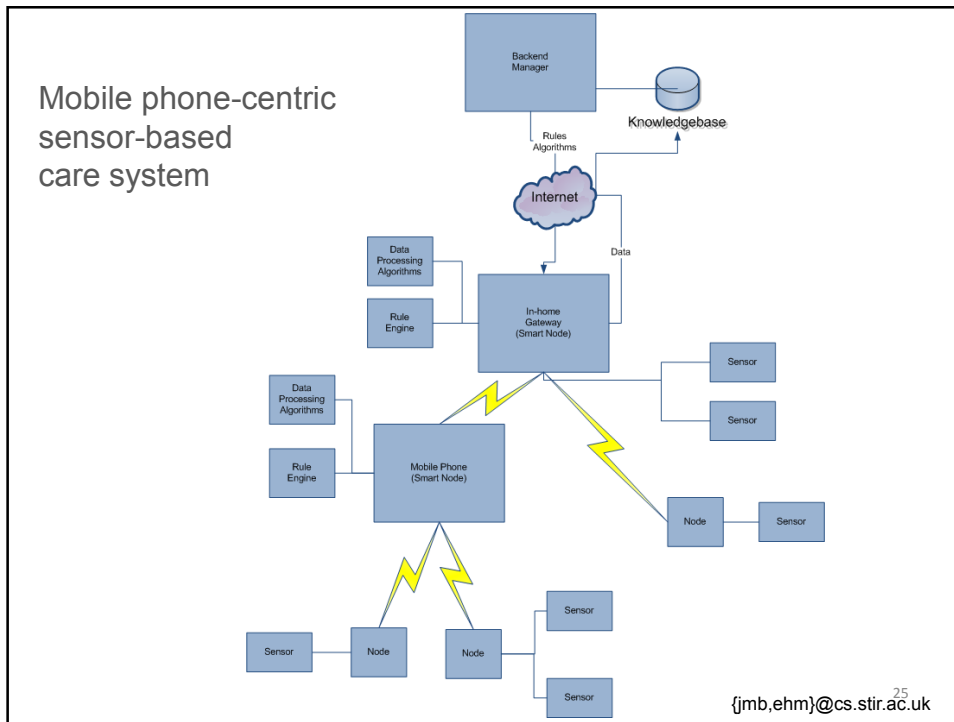 Mobile phone-centric
sensor-based
care system
Backend
Manager
Knowledgebase
Rules
Algorithms
Internet
Data
Processing
Algorithms
Data
Rule
Engine
In-home
Gateway
(Smart Node)
Sensor
Data
Processing
Algorithms
Sensor
Rule
Engine
Mobile Phone
(Smart Node)
Node
Sensor
Sensor
Sensor
Node
Node
Sensor
25
{jmb,ehm}@cs.stir.ac.uk